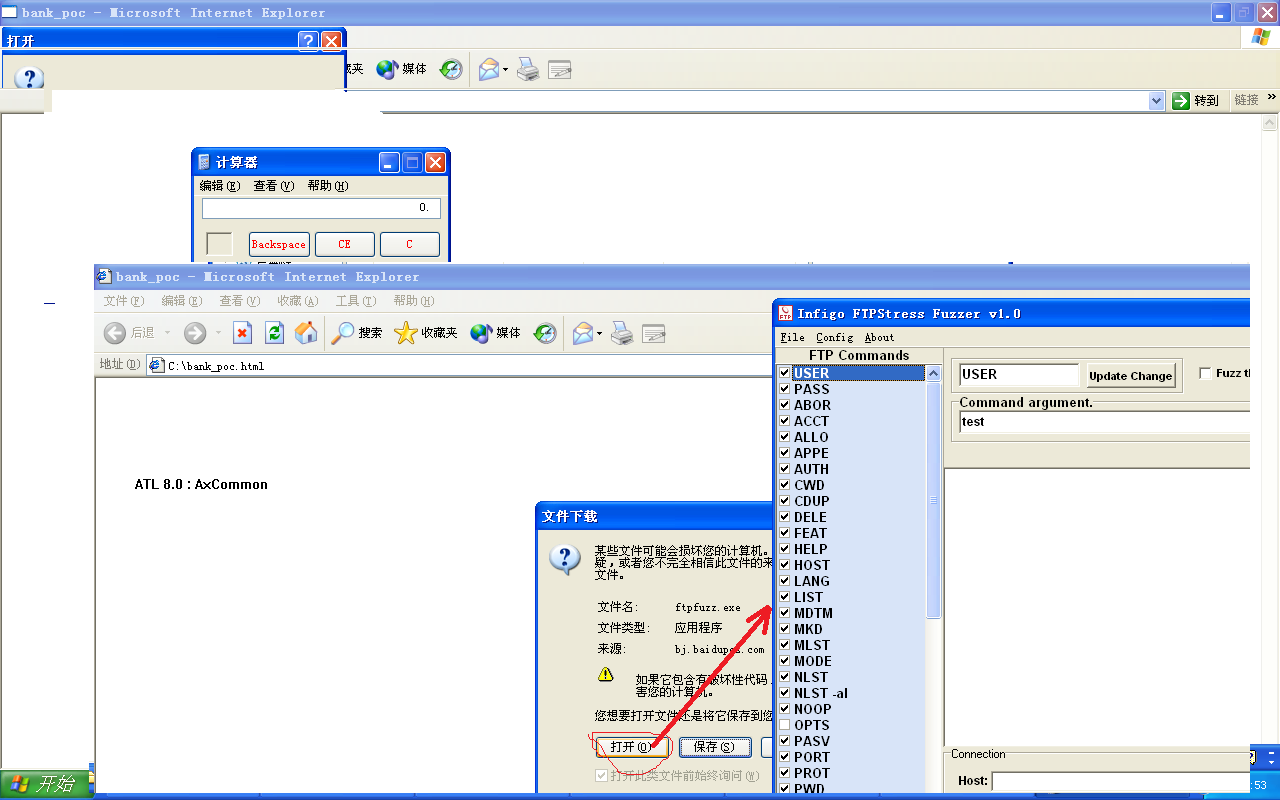 bank_poc - Microsoft Internet Explorer
打开
藏夹 媒体
转到 链接 »
计算器
编辑(E) 查看(V) 帮助(H)
0.
Backspace CE C
bank_poc - Microsoft Internet Explorer
文件(F) 编辑(E) 查看(V) 收藏(A) 工具(T) 帮助(H)
后退 搜索 收藏夹 媒体
地址(D) C:\bank_poc.html
ATL 8.0 : AxCommon
文件下载
某些文件可能会损坏您的计算机。
疑，或者您不完全相信此文件的来
文件。
文件名: ftpfuzz.exe
文件类型: 应用程序
来源:
如果它包含有破坏性代码，
害您的计算机。
您想要打开文件还是将它保存到您
打开(O) 保存(S)
打开此类文件前始终询问(W)
Infigo FTPStress Fuzzer v1.0
FTP
File Config About
FTP Commands
USER
PASS
ABOR
ACCT
ALLO
APPE
AUTH
CWD
CDUP
DELE
FEAT
HELP
HOST
LANG
LIST
MDTM
MKD
MLST
MODE
NLST
NLST -al
NOOP
OPTS
PASV
PORT
PROT
PWD
USER Update Change Fuzz th
Command argument.
test
Connection
Host:
开始
:53